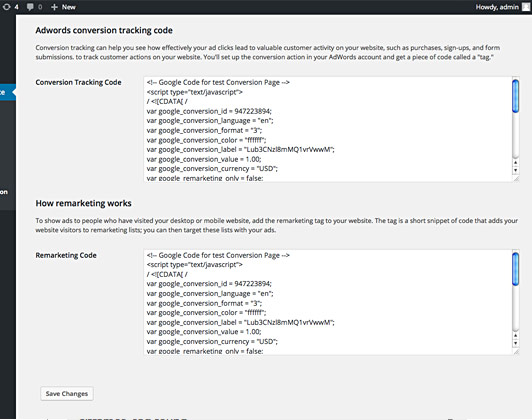 4 0 + New Howdy, admin
Adwords conversion tracking code
Conversion tracking can help you see how effectively your ad clicks lead to valuable customer activity on your website, such as purchases, sign-ups, and form
submissions. to track customer actions on your website. You'll set up the conversion action in your AdWords account and get a piece of code called a "tag."
Conversion Tracking Code
<!-- Google Code for test Conversion Page -->
<script type="text/javascript">
/ <![CDATA[ /
var google_conversion_id = 947223894;
var google_conversion_language = "en";
var google_conversion_format = "3";
var google_conversion_color = "ffffff";
var google_conversion_label = "Lub3CNzl8mMQ1vrVwwM";
var google_conversion_value = 1.00;
var google_conversion_currency = "USD";
var google_remarketing_only = false;
on
How remarketing works
To show ads to people who have visited your desktop or mobile website, add the remarketing tag to your website. The tag is a short snippet of code that adds your
website visitors to remarketing lists; you can then target these lists with your ads.
Remarketing Code
<!-- Google Code for test Conversion Page -->
<script type="text/javascript">
/ <![CDATA[ /
var google_conversion_id = 947223894;
var google_conversion_language = "en";
var google_conversion_format = "3";
var google_conversion_color = "ffffff";
var google_conversion_label = "Lub3CNzl8mMQ1vrVwwM";
var google_conversion_value = 1.00;
var google_conversion_currency = "USD";
var google_remarketing_only = false;
Save Changes